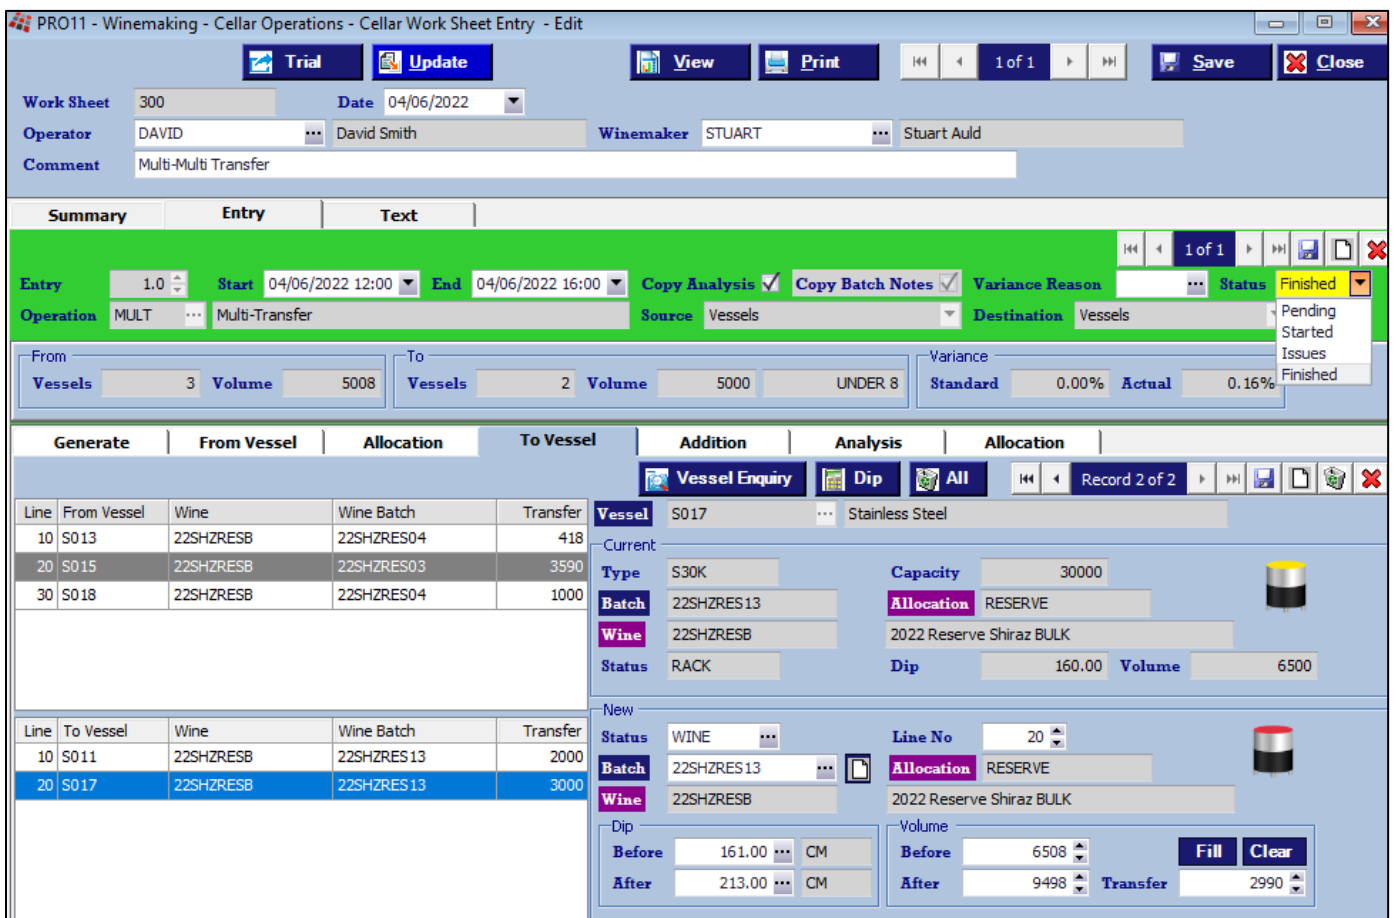 PRO11 - Winemaking - Cellar Operations - Cellar Work Sheet Entry - Edit
Trial Update View Print 1 of 1 Save Close
Work Sheet 300 Date 04/06/2022
Operator DAVID David Smith Winemaker STUART Stuart Auld
Comment Multi-Multi Transfer
Summary Entry Text
1 of 1
Entry 1.0 Start 04/06/2022 12:00 End 04/06/2022 16:00 Copy Analysis Copy Batch Notes Variance Reason Status Finished
Operation MULT Multi-Transfer Source Vessels Destination Vessels
Pending
Started
Issues
Finished
From To Variance
Vessels 3 Volume 5008 Vessels 2 Volume 5000 UNDER 8 Standard 0.00% Actual 0.16%
Generate From Vessel Allocation To Vessel Addition Analysis Allocation
Vessel Enquiry Dip All Record 2 of 2
Line From Vessel Wine Wine Batch Transfer
10 S013 22SHZRESB 22SHZRES04 418
20 S015 22SHZRESB 22SHZRES03 3590
30 S018 22SHZRESB 22SHZRES04 1000
Line To Vessel Wine Wine Batch Transfer
10 S011 22SHZRESB 22SHZRES13 2000
20 S017 22SHZRESB 22SHZRES13 3000
Vessel S017 Stainless Steel
Current
Type S30K Capacity 30000
Batch 22SHZRES13 Allocation RESERVE
Wine 22SHZRESB 2022 Reserve Shiraz BULK
Status RACK Dip 160.00 Volume 6500
New
Status WINE Line No 20
Batch 22SHZRES13 Allocation RESERVE
Wine 22SHZRESB 2022 Reserve Shiraz BULK
Dip Volume
Before 161.00 CM Before 6508 Fill Clear
After 213.00 CM After 9498 Transfer 2990